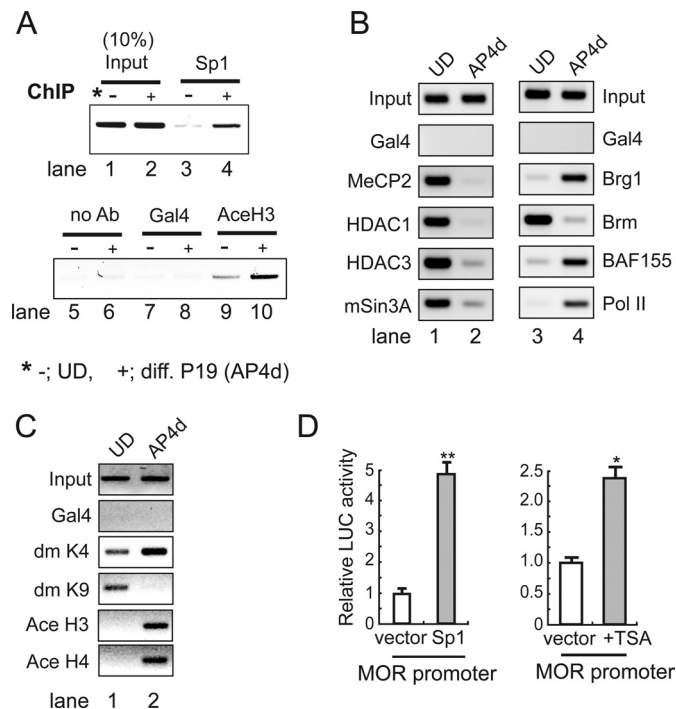 A
(10%)
Input Sp1
ChIP * - + - +
lane 1 2 3 4
no Ab Gal4 AceH3
- + - + - +
lane 5 6 7 8 9 10
* -; UD, +; diff. P19 (AP4d)
B
UD AP4d UD AP4d
Input Input
Gal4 Gal4
MeCP2 Brg1
HDAC1 Brm
HDAC3 BAF155
mSin3A Pol II
lane 1 2 3 4
C
UD AP4d
Input
Gal4
dm K4
dm K9
Ace H3
Ace H4
lane 1 2
D
Relative LUC activity
5
4
3
2
1
0
**
vector Sp1
MOR promoter
2.5
2.0
1.5
1.0
0.5
0
*
vector +TSA
MOR promoter